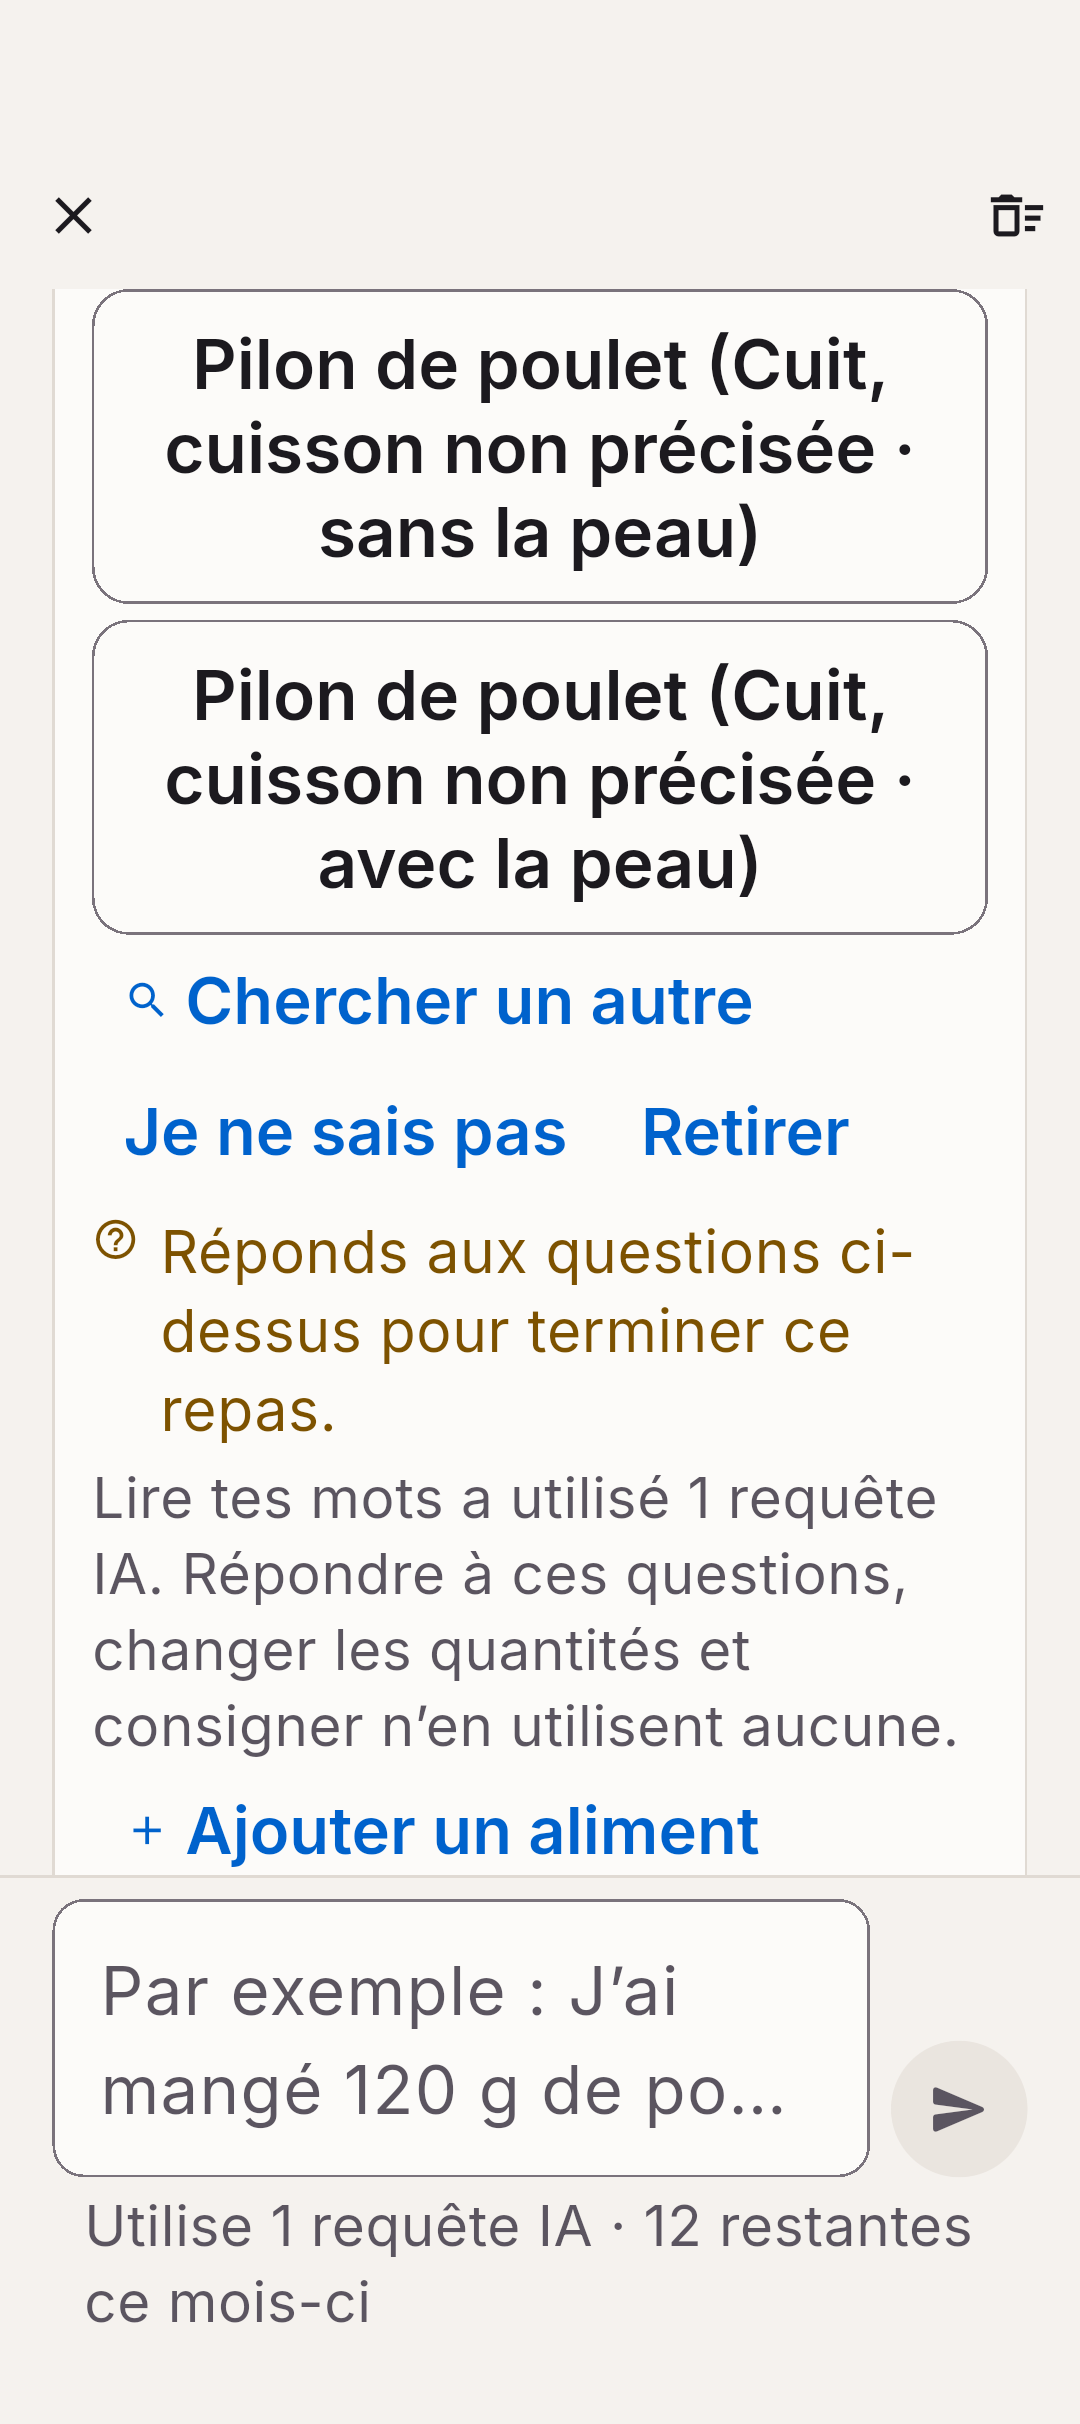 Pilon de poulet (Cuit,
cuisson non précisée ·
sans la peau)
Pilon de poulet (Cuit,
cuisson non précisée ·
avec la peau)
Chercher un autre
Je ne sais pas Retirer
Réponds aux questions ci-
dessus pour terminer ce
repas.
Lire tes mots a utilisé 1 requête
IA. Répondre à ces questions,
changer les quantités et
consigner n’en utilisent aucune.
+ Ajouter un aliment
Par exemple : J’ai
mangé 120 g de po...
Utilise 1 requête IA · 12 restantes
ce mois-ci